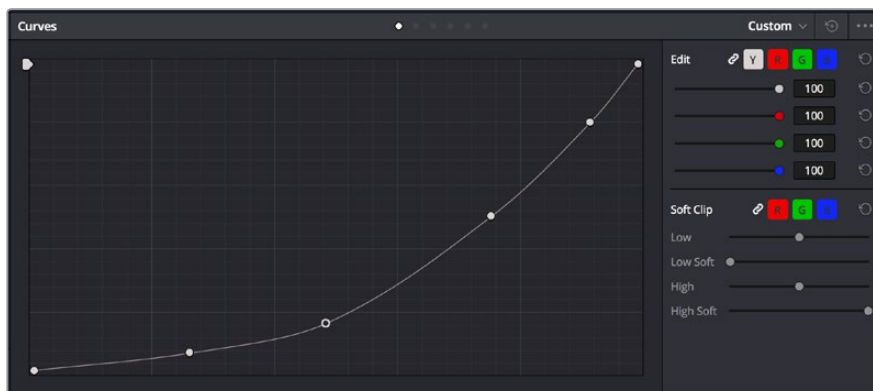 Curves Custom
Edit Y R G B
100
100
100
100
Soft Clip R G B
Low
Low Soft
High
High Soft